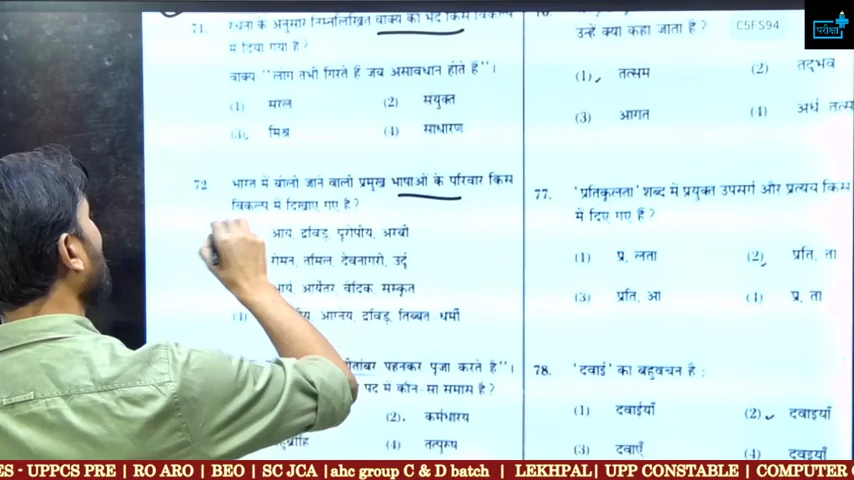 71. रचना के अनुसार निम्नलिखित वाक्य का भेद किस विकल्प
में दिया गया है?
वाक्य "लोग तभी गिरते हैं जब असावधान होते हैं"।
(1) सरल
(2) संयुक्त
(3) मिश्र
(4) साधारण
72 भारत में बोली जाने वाली प्रमुख भाषाओं के परिवार किस
विकल्प में दिखाए गए है?
आर्य, द्रविड़, यूरोपीय, अरबी
रोमन, तमिल, देवनागरी, उर्दू
आर्य, आर्येतर, वैदिक, संस्कृत
(4) आग्नेय, द्रविड़, तिब्बत बर्मी
पीतांबर पहनकर पूजा करते है"।
पद में कौन-सा समास है?
(2) कर्मधारय
(4) तत्पुरूष
उन्हें क्या कहा जाता है?
(1) तत्सम
(2) तद्भव
(3) आगत
(4) अर्ध तत्स
77. 'प्रतिकूलता' शब्द में प्रयुक्त उपसर्ग और प्रत्यय किस
में दिए गए हैं?
(1) प्र, लता
(2) प्रति, ता
(3) प्रति, आ
(4) प्र, ता
78. 'दवाई' का बहुवचन है :
(1) दवाईयाँ
(2) दवाइयाँ
(3) दवाएँ
(4) दवइयाँ
C5FS94
परीक्षा
ES - UPPCS PRE | RO ARO | BEO | SC JCA |ahc group C & D batch | LEKHPAL| UPP CONSTABLE | COMPUTER